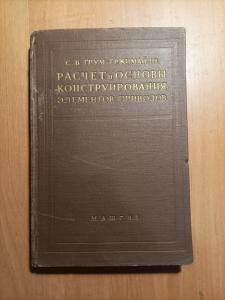 С. В. ГРУМ-ГРЖИМАЙЛО
РАСЧЕТ и ОСНОВЫ
КОНСТРУИРОВАНИЯ
ЭЛЕМЕНТОВ ПРИВОДОВ
МАШГИЗ